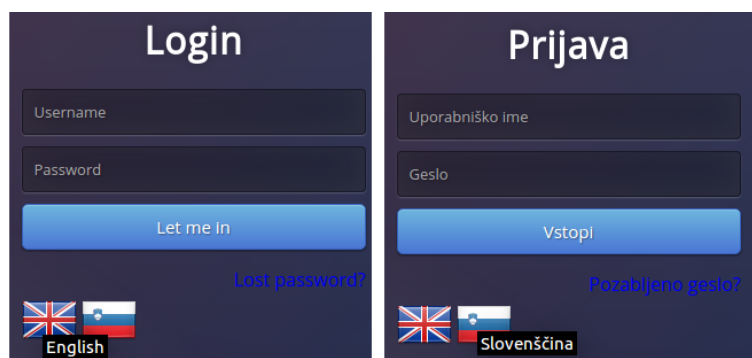 Login
Username
Password
Let me in
Lost password?
English
Prijava
Uporabniško ime
Geslo
Vstopi
Pozabljeno geslo?
Slovenščina